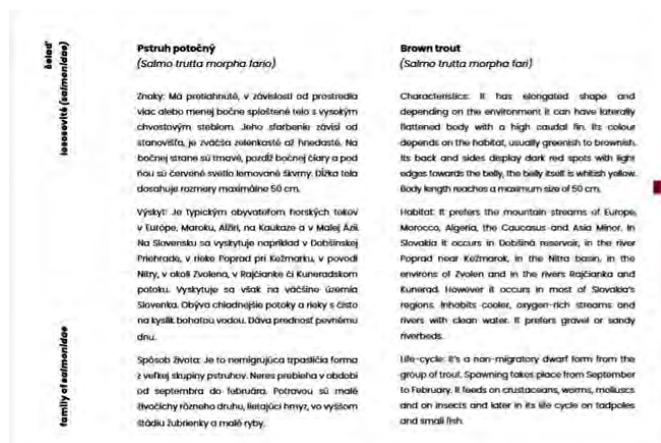 čeľaď
lososovité (salmonidae)
family of salmonidae
Pstruh potočný
(Salmo trutta morpha fario)
Znaky: Má pretiahnuté, v závislosti od prostredia
viac alebo menej bočne sploštené telo s vysokým
chvostovým steblom. Jeho sfarbenie závisí od
stanovišťa, je zväčša zelenkasté až hnedasté. Na
bočnej strane sú tmavé, pozdĺž bočnej čiary a pod
ňou sú červené svetlo lemované škvrny. Dĺžka tela
dosahuje rozmery maximálne 50 cm.
Výskyt: Je typickým obyvateľom horských tokov
v Európe, Maroku, Alžíri, na Kaukaze a v Malej Ázii.
Na Slovensku sa vyskytuje napríklad v Dobšinskej
Priehrade, v rieke Poprad pri Kežmarku, v povodí
Nitry, v okolí Zvolena, v Rajčianke či Kuneradskom
potoku. Vyskytuje sa však na väčšine územia
Slovenka. Obýva chladnejšie potoky a rieky s čisto
na kyslík bohatou vodou. Dáva prednosť pevnému
dnu.
Spôsob života: Je to nemigrujúca trpasličia forma
z veľkej skupiny pstruhov. Neres prebieha v období
od septembra do februára. Potravou sú malé
živočíchy rôzneho druhu, lietajúci hmyz, vo vyššom
štádiu žubrienky a malé ryby.
Brown trout
(Salmo trutta morpha fari)
Characteristics: It has elongated shape and
depending on the environment it can have laterally
flattened body with a high caudal fin. Its colour
depends on the habitat, usually greenish to brownish.
Its back and sides display dark red spots with light
edges towards the belly, the belly itself is whitish yellow.
Body length reaches a maximum size of 50 cm.
Habitat: It prefers the mountain streams of Europe,
Morocco, Algeria, the Caucasus and Asia Minor. In
Slovakia it occurs in Dobšiná reservoir, in the river
Poprad near Kežmarok, in the Nitra basin, in the
environs of Zvolen and in the rivers Rajčianka and
Kunerad. However it occurs in most of Slovakia's
regions. Inhabits cooler, oxygen-rich streams and
rivers with clean water. It prefers gravel or sandy
riverbeds.
Life-cycle: It's a non-migratory dwarf form from the
group of trout. Spawning takes place from September
to February. It feeds on crustaceans, worms, molluscs
and on insects and later in its life cycle on tadpoles
and small fish.